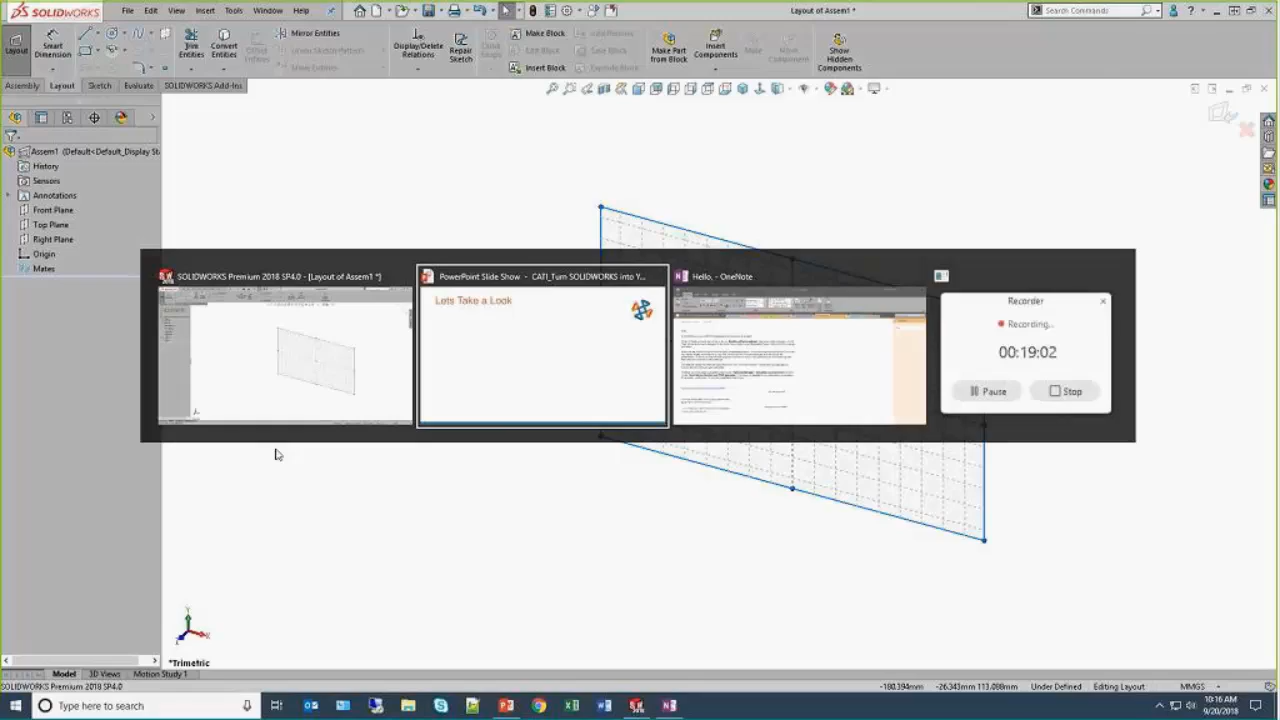 SOLIDWORKS
File
Edit
View
Insert
Tools
Window
Help
Layout of Assem1 *
Search Commands
Layout
Smart
Dimension
Trim
Entities
Convert
Entities
Offset
Entities
Mirror Entities
Display/Delete
Relations
Repair
Sketch
Make Block
Edit Block
Insert Block
Explode Block
Make Part
from Block
Insert
Components
Move
Component
Show
Hidden
Components
Assembly
Layout
Sketch
Evaluate
SOLIDWORKS Add-Ins
Assem1 (Default<Default_Display St
History
Sensors
Annotations
Front Plane
Top Plane
Right Plane
Origin
Mates
SOLIDWORKS Premium 2018 SP4.0 - [Layout of Assem1 *]
PowerPoint Slide Show - CATI_Turn SOLIDWORKS into Y...
Lets Take a Look
Hello, - OneNote
Recorder
Recording...
00:19:02
Pause
Stop
Y
X
Z
*Trimetric
Model
3D Views
Motion Study 1
SOLIDWORKS Premium 2018 SP4.0
-180.394mm
-26.343mm 113.088mm
Under Defined
Editing Layout
MMGS
Type here to search
10:16 AM
9/20/2018